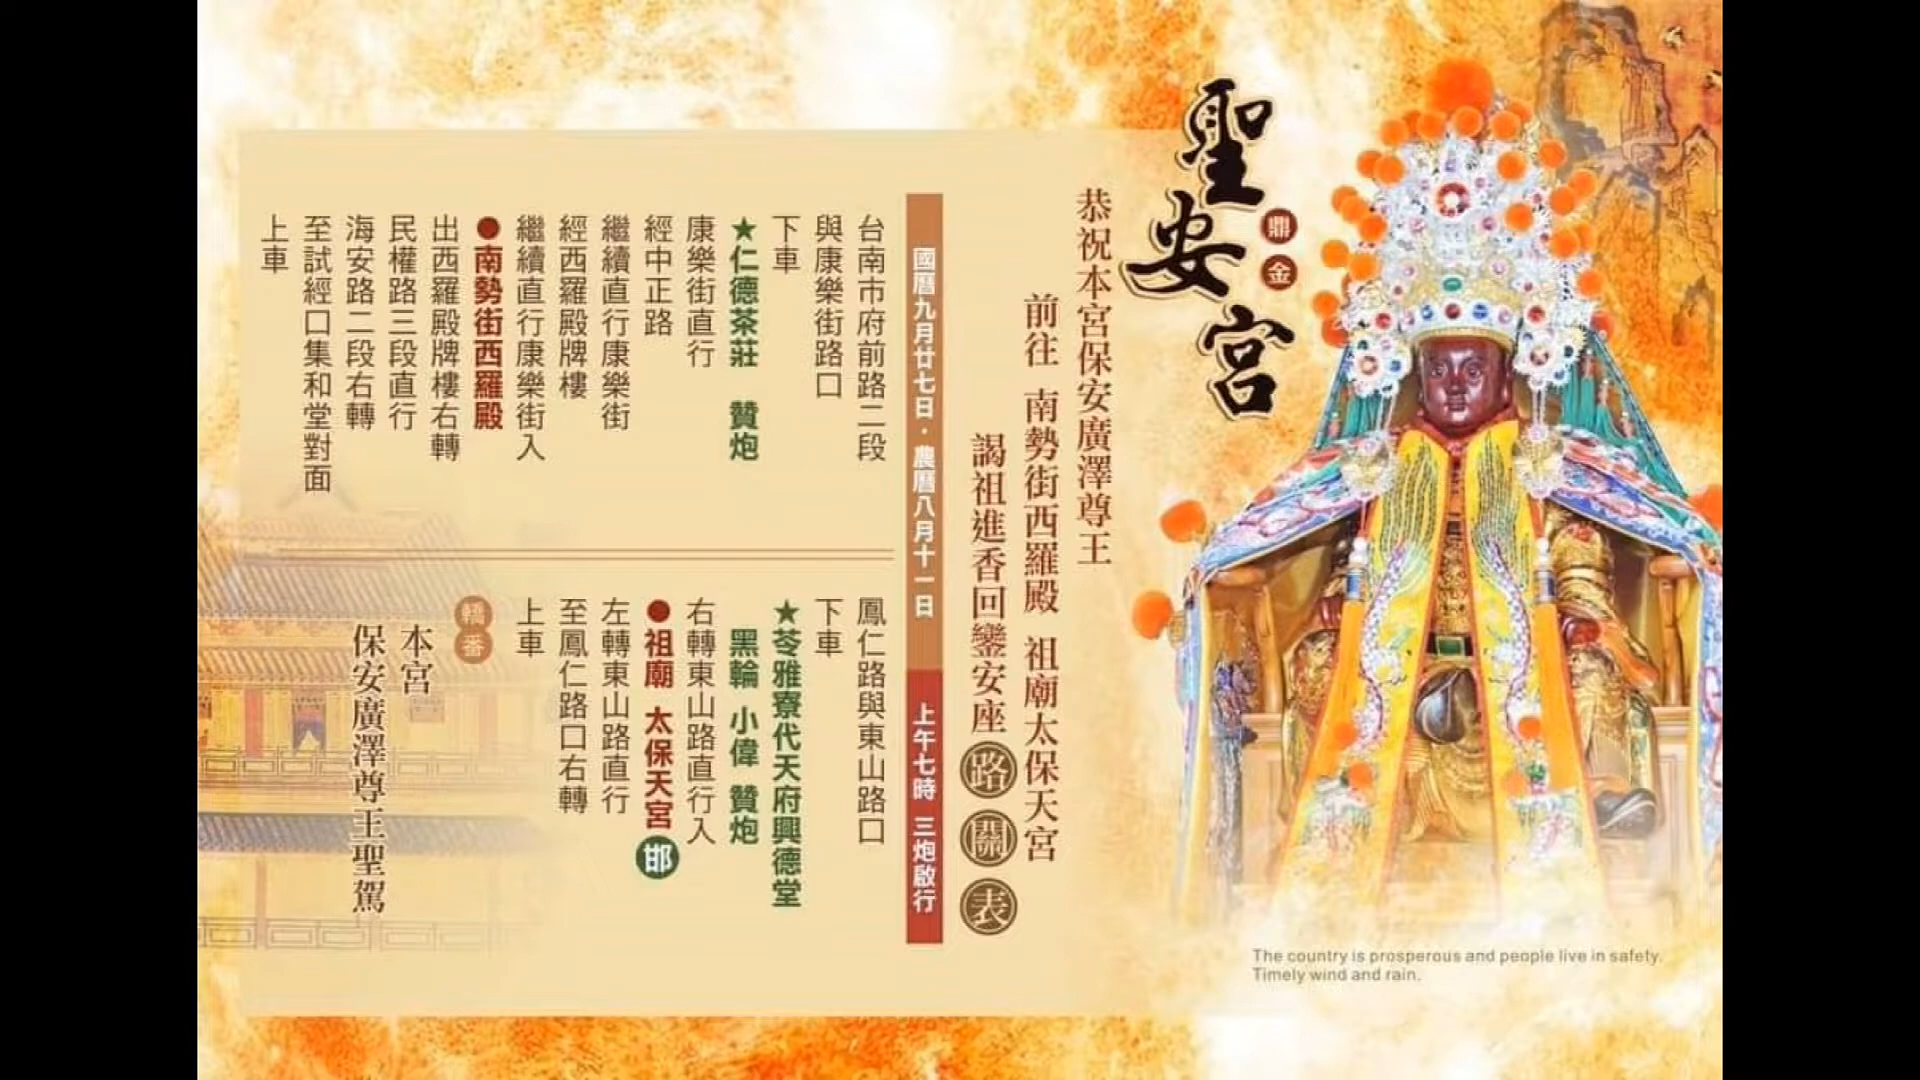 聖安宮
鼎金
恭祝本宮保安廣澤尊王
前往 南勢街西羅殿 祖廟太保天宮
謁祖進香回鑾安座 路關表
國曆九月廿七日·農曆八月十一日 上午七時 三炮啟行
台南市府前路二段
與康樂街路口
下車
★仁德茶莊 贊炮
康樂街直行
經中正路
繼續直行康樂街
經西羅殿牌樓
繼續直行康樂街入
●南勢街西羅殿
出西羅殿牌樓右轉
民權路三段直行
海安路二段右轉
至試經口集和堂對面
上車
鳳仁路與東山路口
下車
★苓雅寮代天府興德堂
黑輪 小偉 贊炮
右轉東山路直行入
●祖廟 太保天宮 邯
左轉東山路直行
至鳳仁路口右轉
上車
轎番
本宮
保安廣澤尊王聖駕
The country is prosperous and people live in safety.
Timely wind and rain.